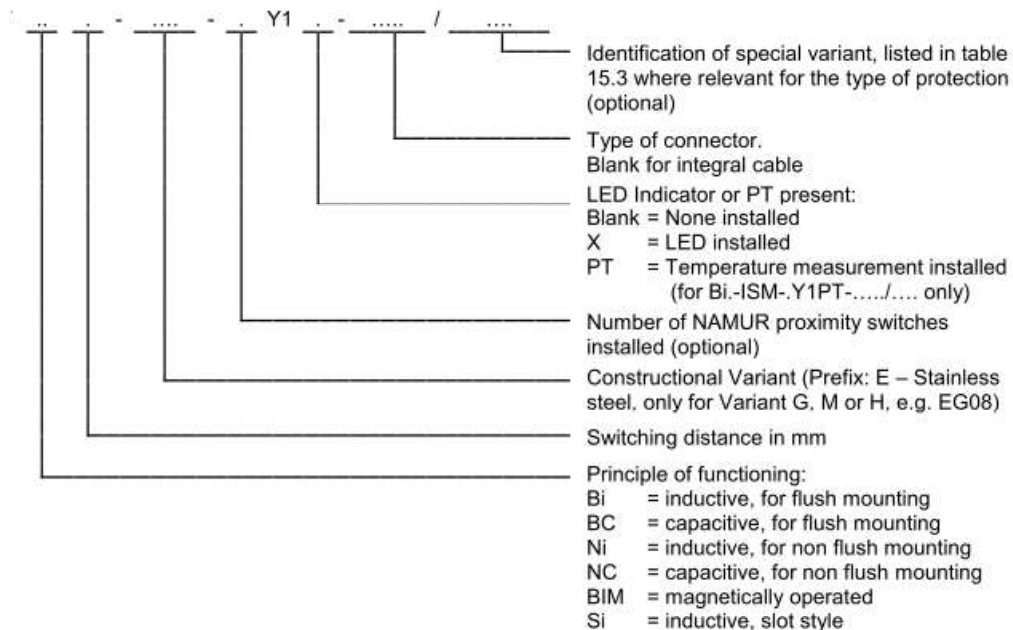 .. . - .... - . Y1 . - ..... / ....
Identification of special variant, listed in table
15.3 where relevant for the type of protection
(optional)
Type of connector.
Blank for integral cable
LED Indicator or PT present:
Blank = None installed
X = LED installed
PT = Temperature measurement installed
(for Bi.-ISM-.Y1PT-...../.... only)
Number of NAMUR proximity switches
installed (optional)
Constructional Variant (Prefix: E – Stainless
steel, only for Variant G, M or H, e.g. EG08)
Switching distance in mm
Principle of functioning:
Bi = inductive, for flush mounting
BC = capacitive, for flush mounting
Ni = inductive, for non flush mounting
NC = capacitive, for non flush mounting
BIM = magnetically operated
Si = inductive, slot style